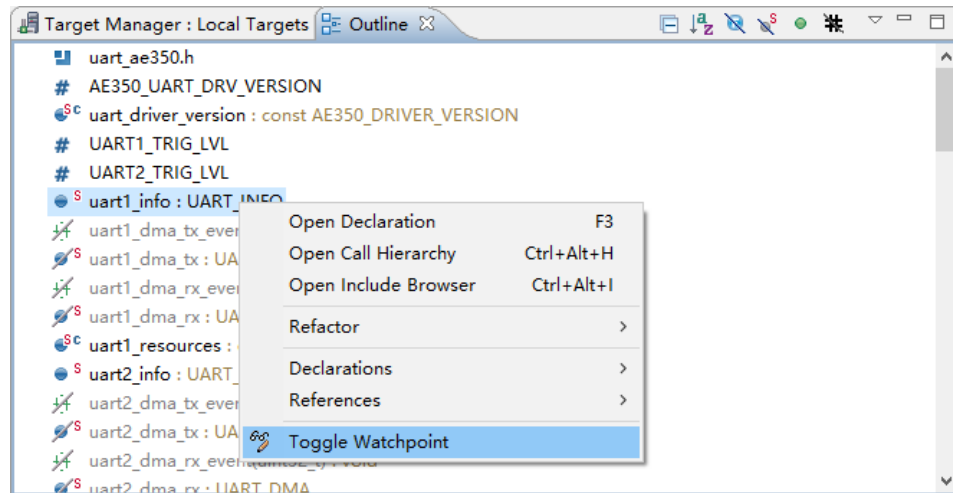 Target Manager : Local Targets Outline
uart_ae350.h
AE350_UART_DRV_VERSION
uart_driver_version : const AE350_DRIVER_VERSION
UART1_TRIG_LVL
UART2_TRIG_LVL
uart1_info : UART_INFO
Open Declaration F3
uart1_dma_tx_even
Open Call Hierarchy Ctrl+Alt+H
uart1_dma_tx : UA
Open Include Browser Ctrl+Alt+I
uart1_dma_rx_even
uart1_dma_rx : UA
Refactor
uart1_resources :
Declarations
uart2_info : UART_
References
uart2_dma_tx_even
uart2_dma_tx : UA
Toggle Watchpoint
uart2_dma_rx_event(uint32_t) : void
uart2_dma_rx : UART_DMA